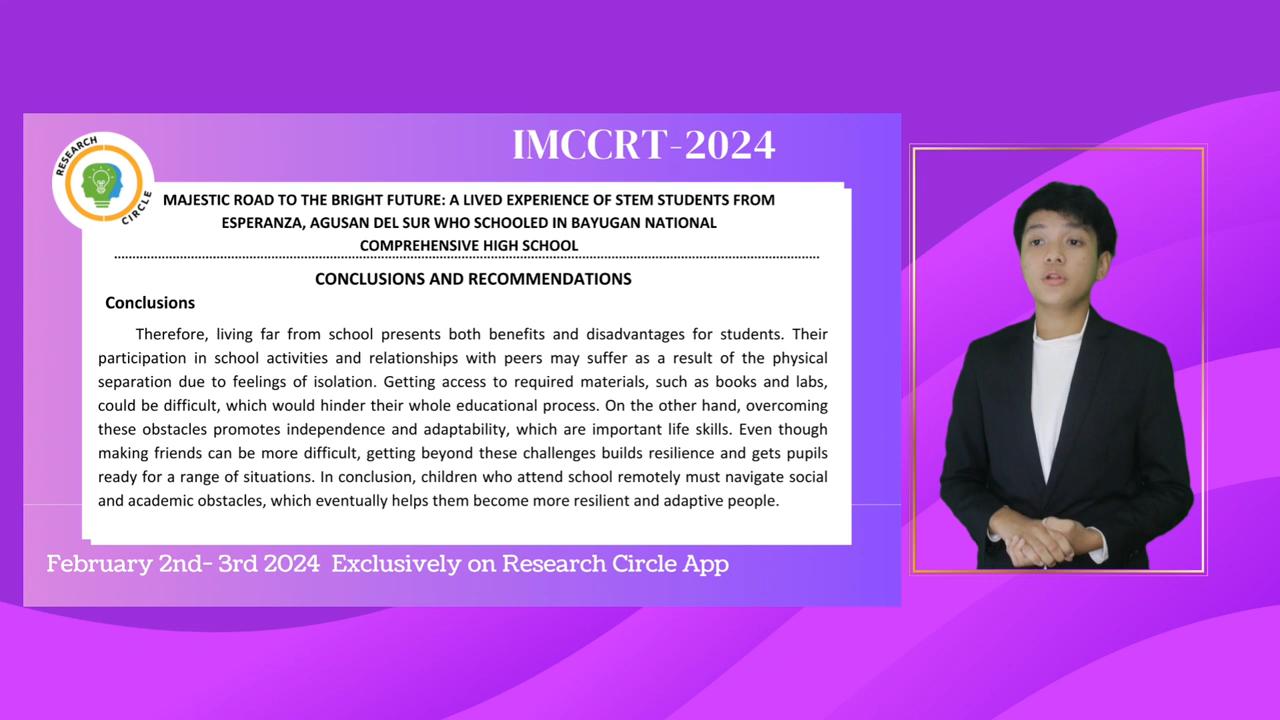 RESEARCH
CIRCLE
IMCCRT-2024
MAJESTIC ROAD TO THE BRIGHT FUTURE: A LIVED EXPERIENCE OF STEM STUDENTS FROM
ESPERANZA, AGUSAN DEL SUR WHO SCHOOLED IN BAYUGAN NATIONAL
COMPREHENSIVE HIGH SCHOOL
CONCLUSIONS AND RECOMMENDATIONS
Conclusions
Therefore, living far from school presents both benefits and disadvantages for students. Their
participation in school activities and relationships with peers may suffer as a result of the physical
separation due to feelings of isolation. Getting access to required materials, such as books and labs,
could be difficult, which would hinder their whole educational process. On the other hand, overcoming
these obstacles promotes independence and adaptability, which are important life skills. Even though
making friends can be more difficult, getting beyond these challenges builds resilience and gets pupils
ready for a range of situations. In conclusion, children who attend school remotely must navigate social
and academic obstacles, which eventually helps them become more resilient and adaptive people.
February 2nd- 3rd 2024 Exclusively on Research Circle App